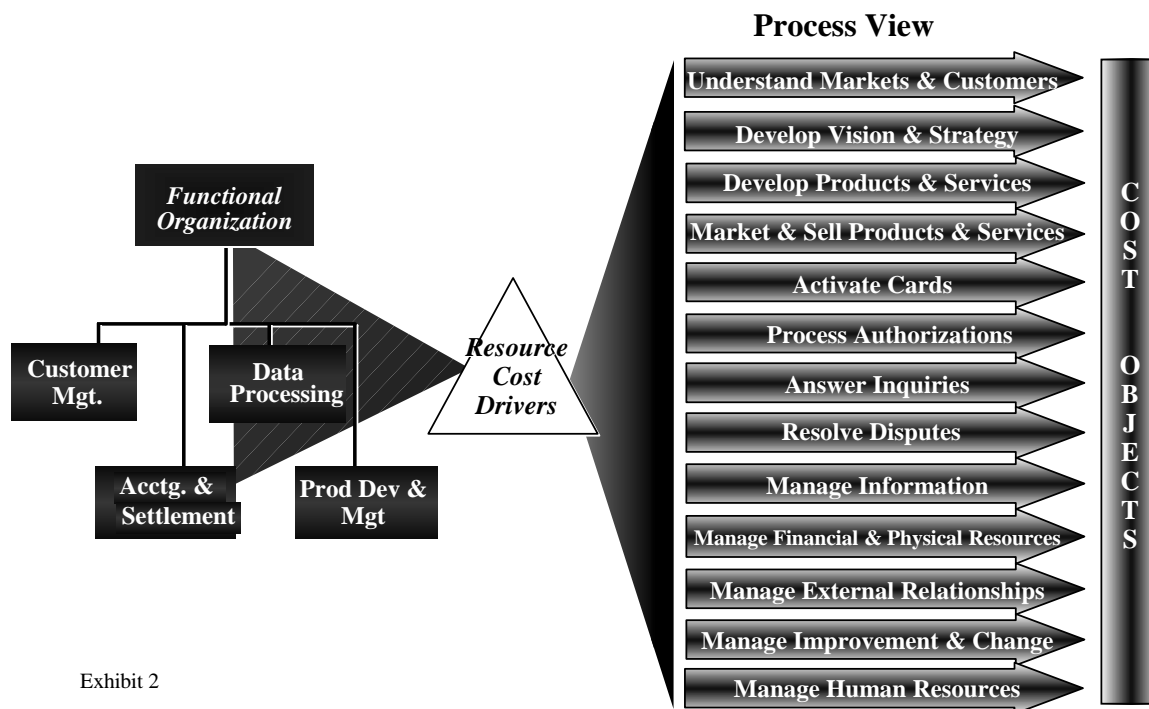 Process View
Functional
Organization
Customer
Mgt.
Data
Processing
Acctg. &
Settlement
Prod Dev &
Mgt
Resource
Cost
Drivers
Understand Markets & Customers
Develop Vision & Strategy
Develop Products & Services
Market & Sell Products & Services
Activate Cards
Process Authorizations
Answer Inquiries
Resolve Disputes
Manage Information
Manage Financial & Physical Resources
Manage External Relationships
Manage Improvement & Change
Manage Human Resources
COST OBJECTS
Exhibit 2